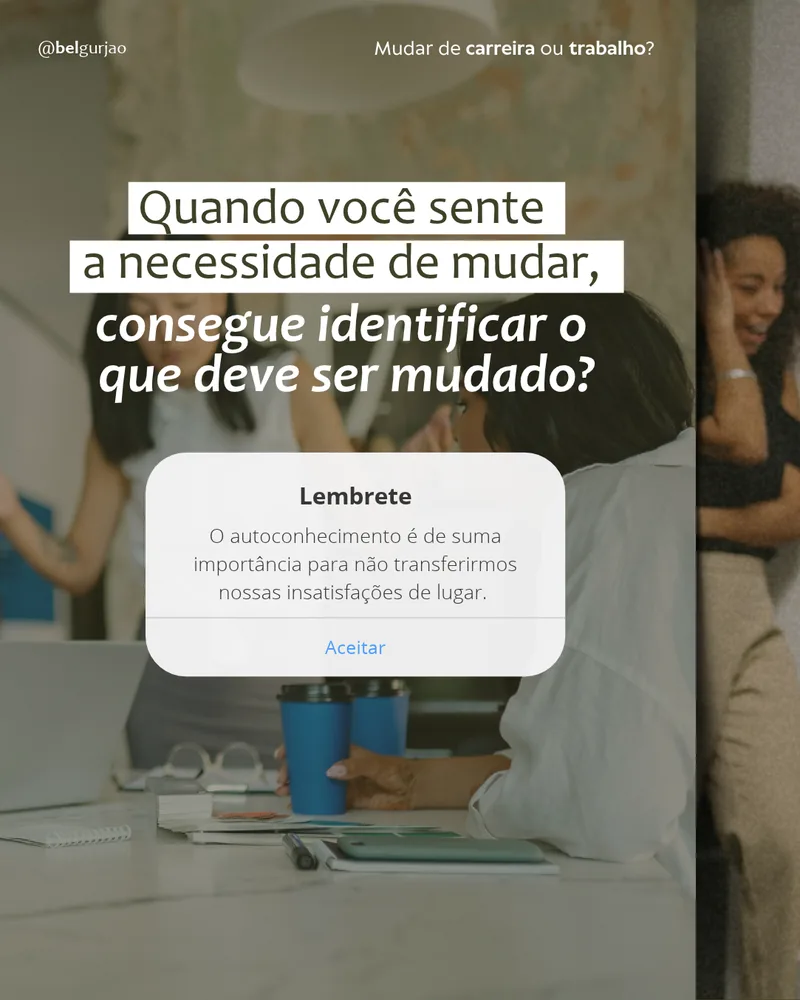 @belgurjao
Mudar de carreira ou trabalho?
Quando você sente
a necessidade de mudar,
consegue identificar o
que deve ser mudado?
Lembrete
O autoconhecimento é de suma
importância para não transferirmos
nossas insatisfações de lugar.
Aceitar